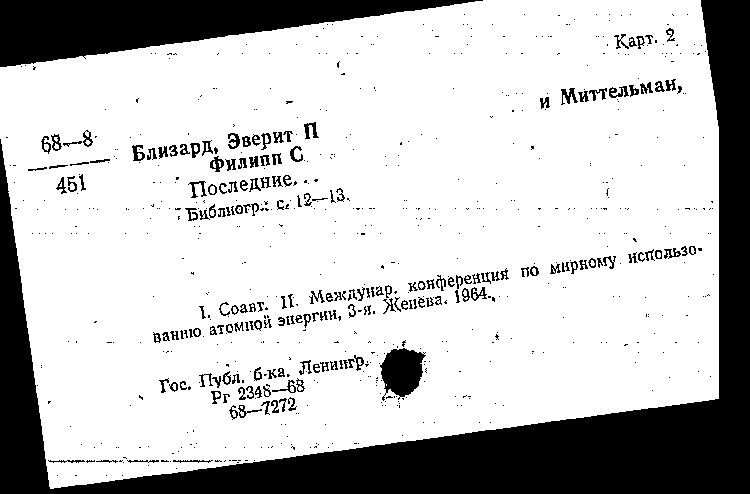 Карт. 2
68—8
451
Близард, Эверит П и Миттельман,
Филипп С
Последние...
Библиогр.: с. 12—13.
I. Соавт. II. Междунар. конференция по мирному использо-
ванию атомной энергии, 3-я. Женева. 1964.
Гос. Публ. б-ка. Ленингр.
Рг 2348—68
68—7272